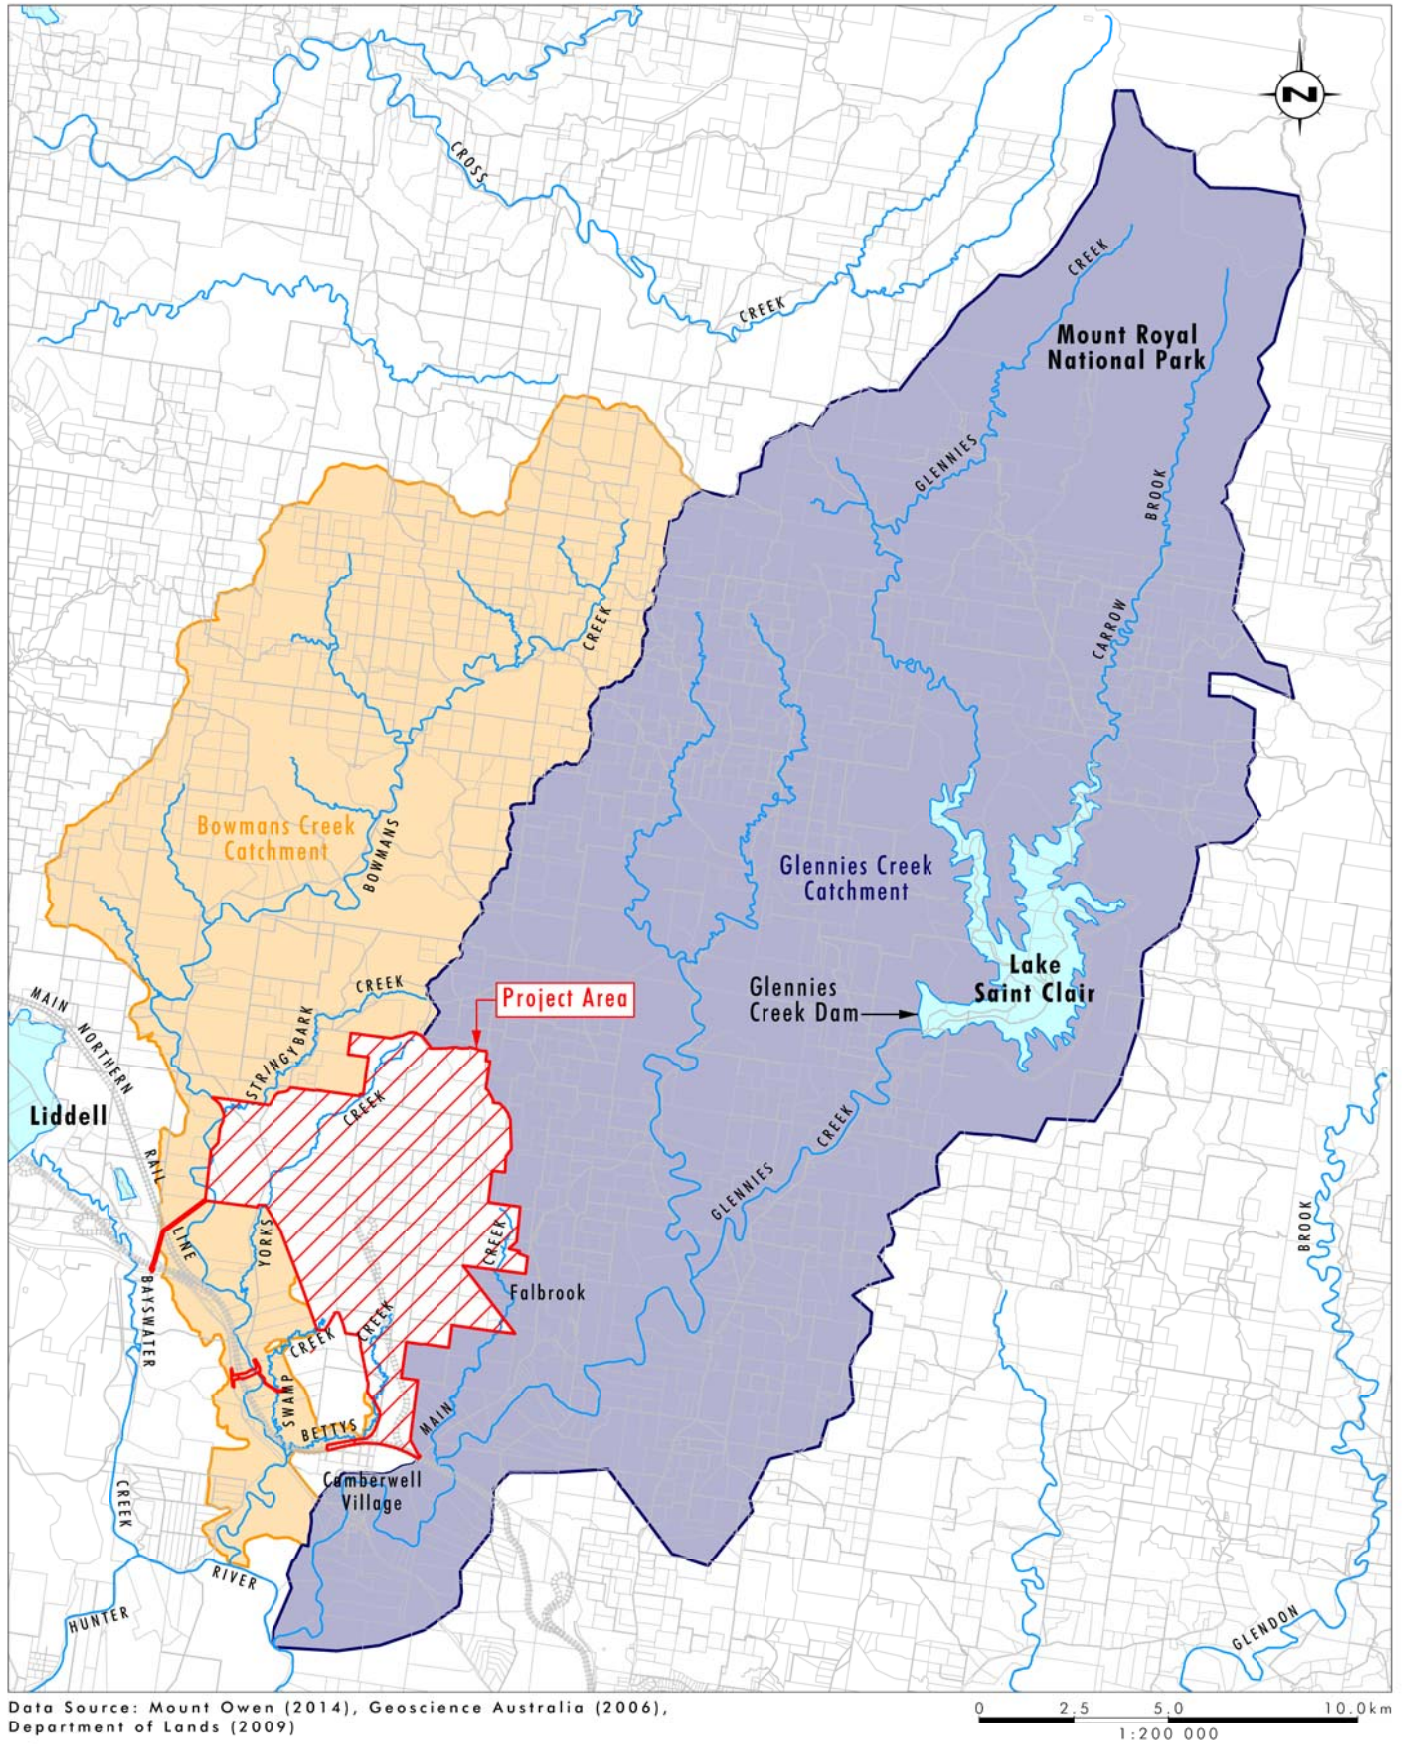 N
CROSS
CREEK
CREEK
Mount Royal
National Park
GLENNIES
BROOK
CREEK
CARROW
Bowmans Creek
Catchment
BOWMANS
Glennies Creek
Catchment
Lake
Saint Clair
CREEK
Glennies
Creek Dam
Project Area
MAIN
NORTHERN
STRINGYBARK
Liddell
CREEK
CREEK
RAIL
GLENNIES
YORKS
LINE
CREEK
BROOK
Falbrook
BAYSWATER
CREEK
CREEK
SWAMP
MAIN
BETTYS
Camberwell
Village
CREEK
RIVER
HUNTER
GLENDON
Data Source: Mount Owen (2014), Geoscience Australia (2006),
Department of Lands (2009)
0 2.5 5.0 10.0km
1:200 000